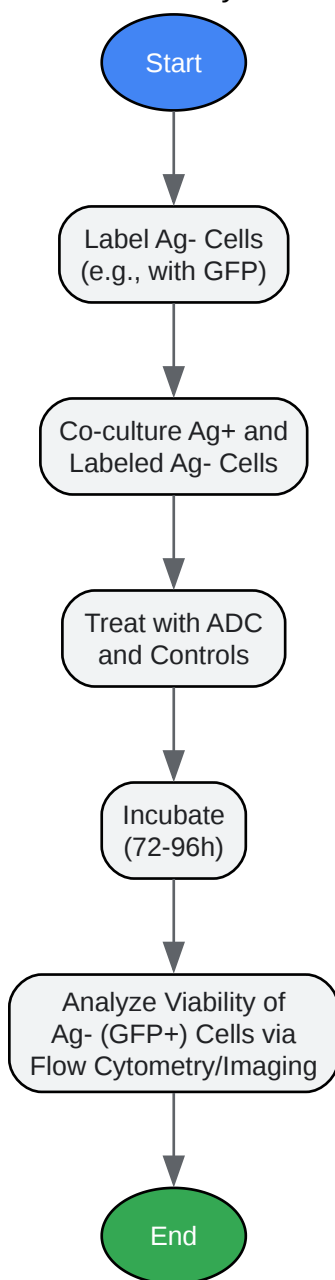 Start
Label Ag- Cells
(e.g., with GFP)
Co-culture Ag+ and
Labeled Ag- Cells
Treat with ADC
and Controls
Incubate
(72-96h)
Analyze Viability of
Ag- (GFP+) Cells via
Flow Cytometry/Imaging
End